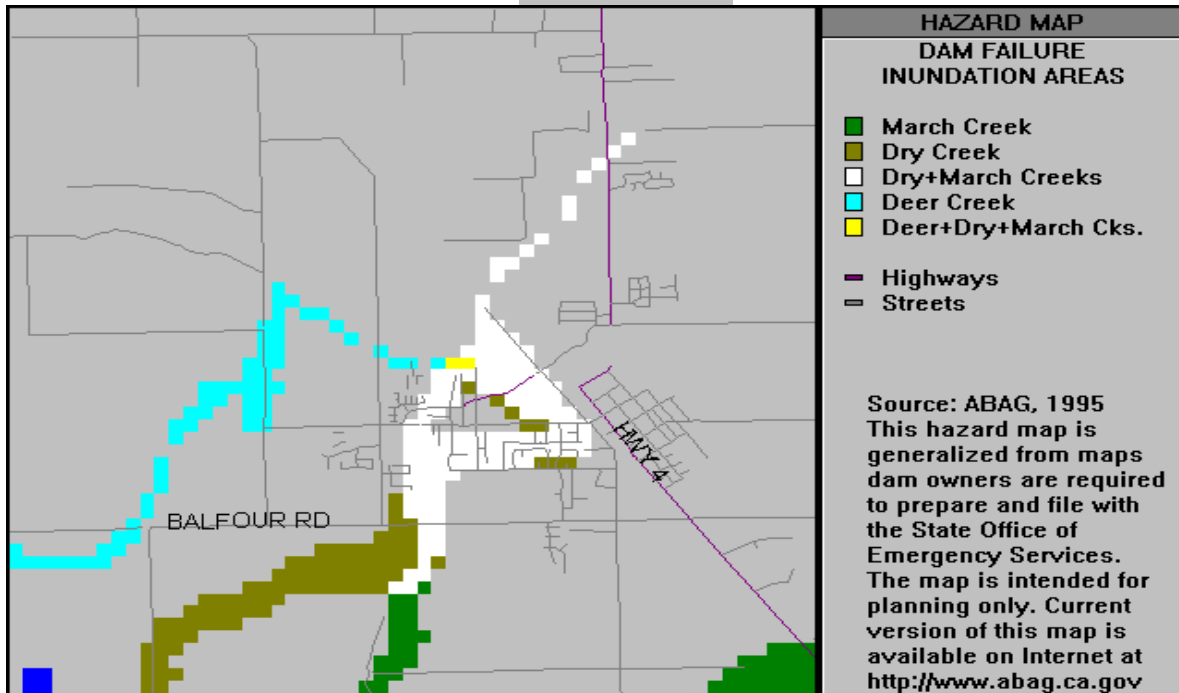 HAZARD MAP
DAM FAILURE
INUNDATION AREAS
March Creek
Dry Creek
Dry+March Creeks
Deer Creek
Deer+Dry+March Cks.
Highways
Streets
Source: ABAG, 1995
This hazard map is
generalized from maps
dam owners are required
to prepare and file with
the State Office of
Emergency Services.
The map is intended for
planning only. Current
version of this map is
available on Internet at
http://www.abag.ca.gov
HWY 4
BALFOUR RD